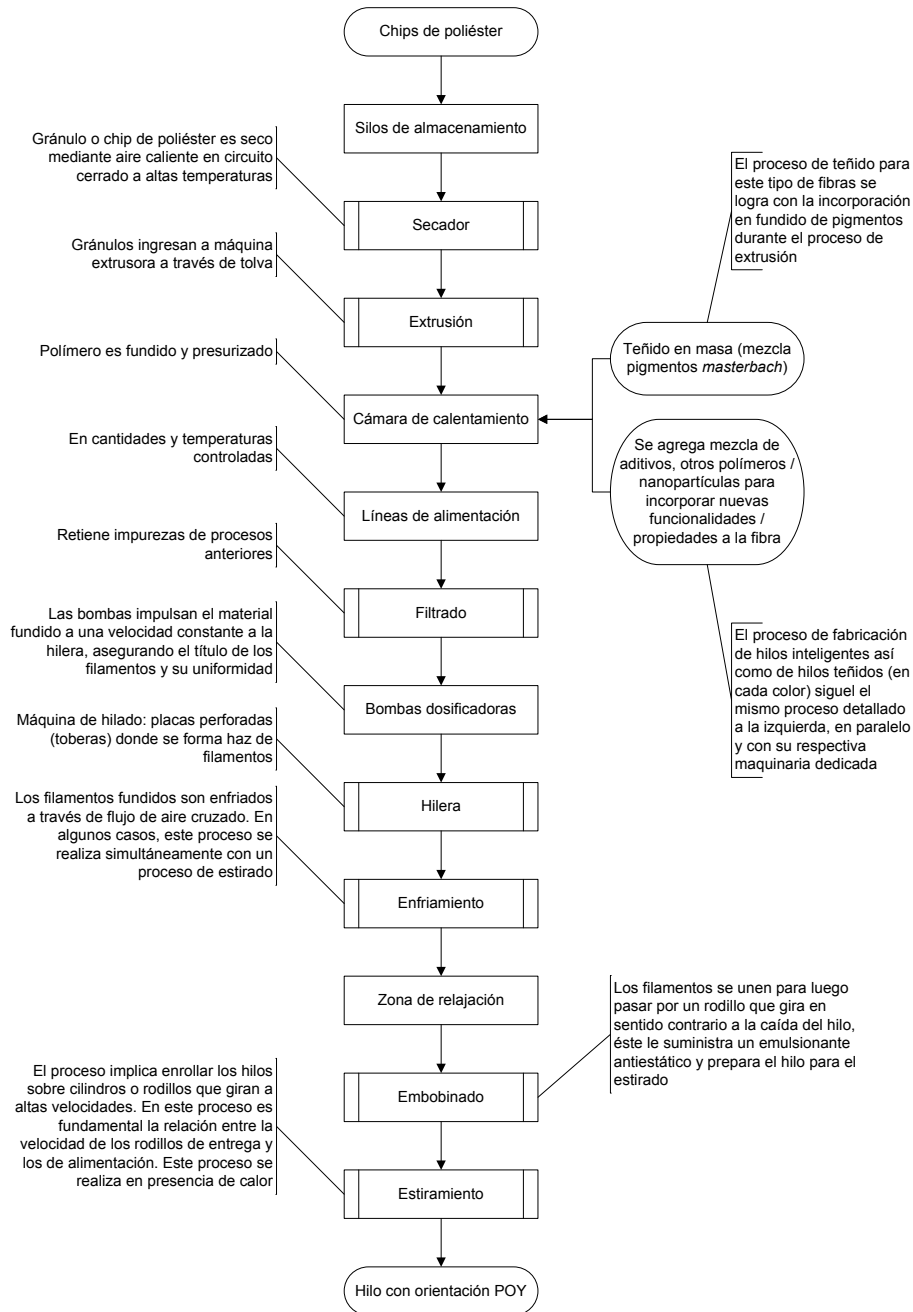 Chips de poliéster
Silos de almacenamiento
Gránulo o chip de poliéster es seco
mediante aire caliente en circuito
cerrado a altas temperaturas
Secador
Gránulos ingresan a máquina
extrusora a través de tolva
Extrusión
Polímero es fundido y presurizado
Cámara de calentamiento
El proceso de teñido para
este tipo de fibras se
logra con la incorporación
en fundido de pigmentos
durante el proceso de
extrusión
Teñido en masa (mezcla
pigmentos masterbach)
Se agrega mezcla de
aditivos, otros polímeros /
nanopartículas para
incorporar nuevas
funcionalidades /
propiedades a la fibra
El proceso de fabricación
de hilos inteligentes así
como de hilos teñidos (en
cada color) siguel el
mismo proceso detallado
a la izquierda, en paralelo
y con su respectiva
maquinaria dedicada
En cantidades y temperaturas
controladas
Líneas de alimentación
Retiene impurezas de procesos
anteriores
Filtrado
Las bombas impulsan el material
fundido a una velocidad constante a la
hilera, asegurando el título de los
filamentos y su uniformidad
Bombas dosificadoras
Máquina de hilado: placas perforadas
(toberas) donde se forma haz de
filamentos
Hilera
Los filamentos fundidos son enfriados
a través de flujo de aire cruzado. En
algunos casos, este proceso se
realiza simultáneamente con un
proceso de estirado
Enfriamiento
Zona de relajación
Los filamentos se unen para luego
pasar por un rodillo que gira en
sentido contrario a la caída del hilo,
éste le suministra un emulsionante
antiestático y prepara el hilo para el
estirado
Embobinado
El proceso implica enrollar los hilos
sobre cilindros o rodillos que giran a
altas velocidades. En este proceso es
fundamental la relación entre la
velocidad de los rodillos de entrega y
los de alimentación. Este proceso se
realiza en presencia de calor
Estiramiento
Hilo con orientación POY